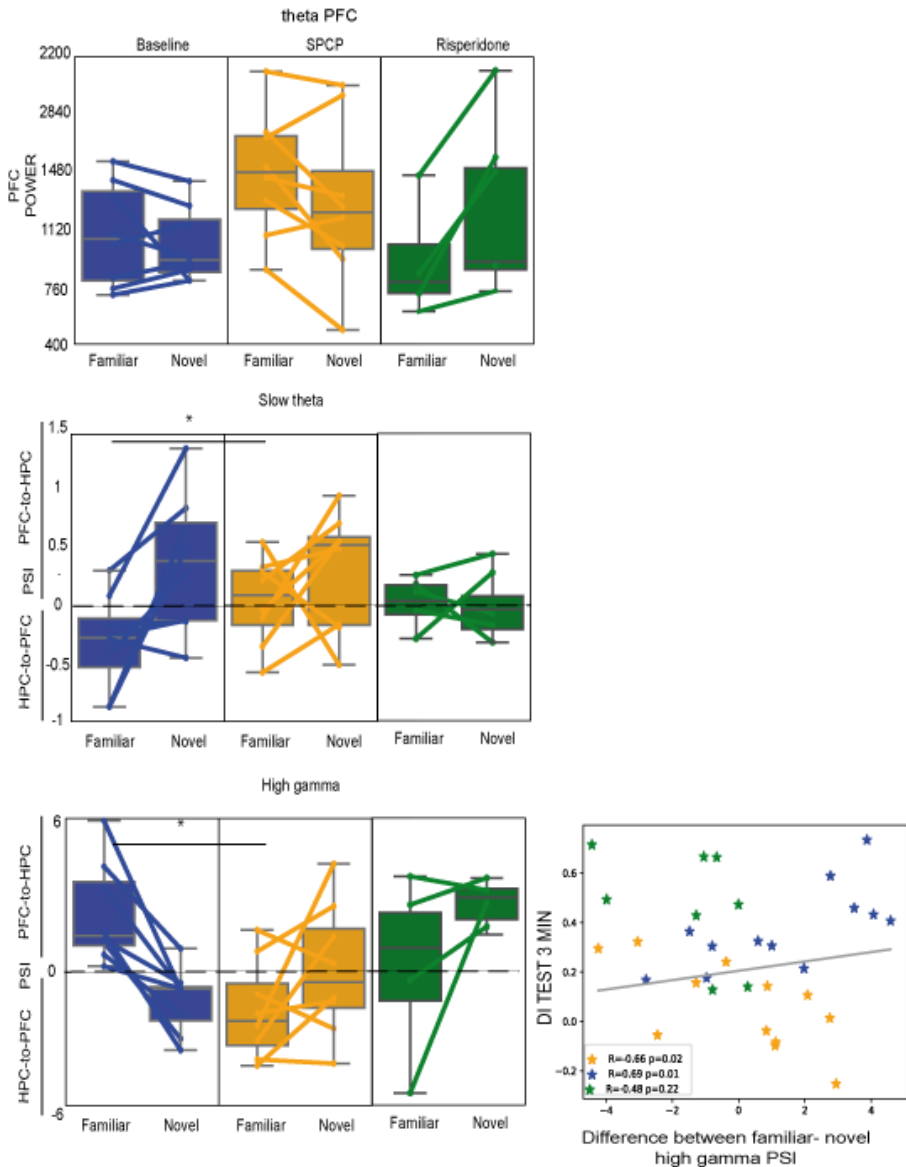 theta PFC
Baseline
SPCP
Risperidone
2200
2840
1480
1120
760
400
PFC
POWER
Familiar
Novel
Familiar
Novel
Familiar
Novel
Slow theta
*
1.5
1
0.5
0
-0.5
-1
HPC-to-PFC
PSI
PFC-to-HPC
Familiar
Novel
Familiar
Novel
Familiar
Novel
High gamma
*
6
0
-6
HPC-to-PFC
PSI
PFC-to-HPC
Familiar
Novel
Familiar
Novel
Familiar
Novel
DI TEST 3 MIN
0.6
0.4
0.2
0.0
−0.2
R=-0.66 p=0.02
R=0.69 p=0.01
R=-0.48 p=0.22
−4
−2
0
2
4
Difference between familiar- novel
high gamma PSI